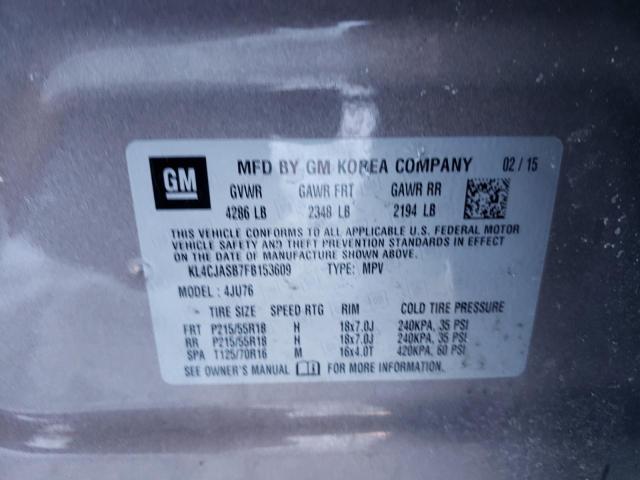 GM
MFD BY GM KOREA COMPANY 02/15
GVWR GAWR FRT GAWR RR
4286 LB 2348 LB 2194 LB
THIS VEHICLE CONFORMS TO ALL APPLICABLE U.S. FEDERAL MOTOR
VEHICLE SAFETY AND THEFT PREVENTION STANDARDS IN EFFECT
ON THE DATE OF MANUFACTURE SHOWN ABOVE.
KL4CJASB7FB153609 TYPE: MPV
MODEL: 4JU76
TIRE SIZE SPEED RTG RIM COLD TIRE PRESSURE
FRT P215/55R18 H 18x7.0J 240KPA, 35 PSI
RR P215/55R18 H 18x7.0J 240KPA, 35 PSI
SPA T125/70R16 M 16x4.0T 420KPA, 60 PSI
SEE OWNER'S MANUAL FOR MORE INFORMATION.